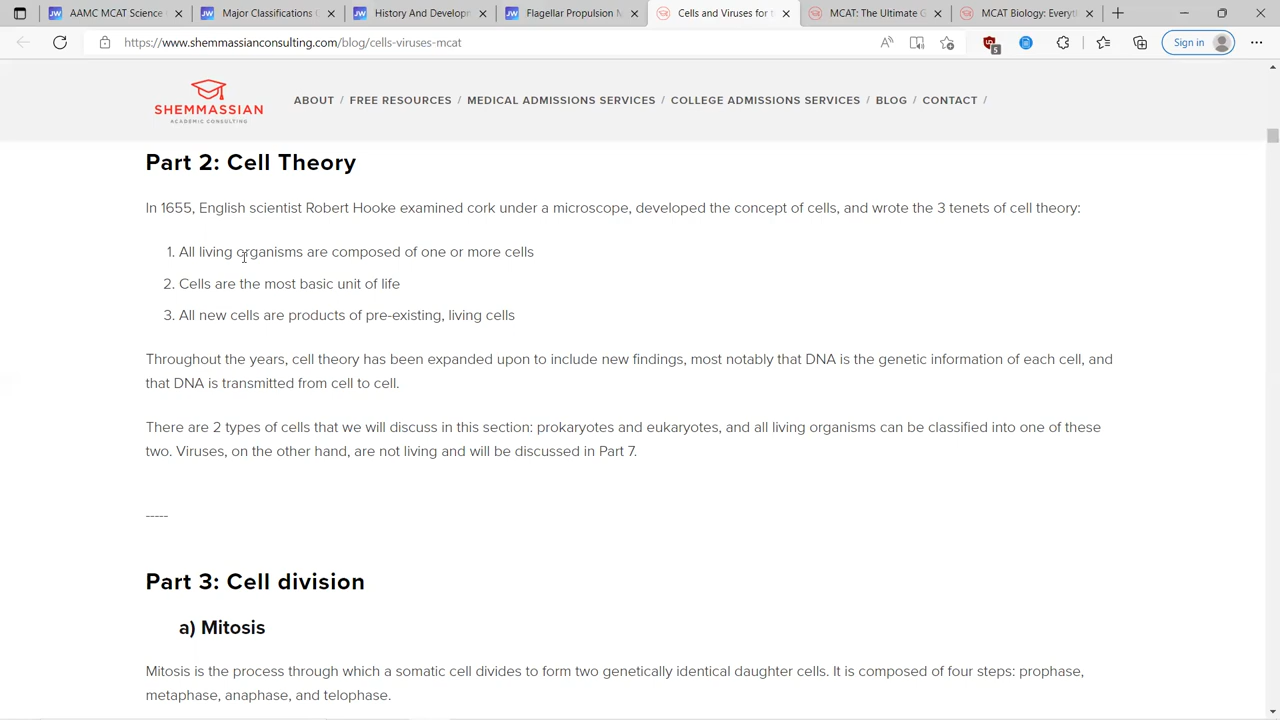 AAMC MCAT Science
Major Classifications
History And Develop
Flagellar Propulsion M
Cells and Viruses for t
MCAT: The Ultimate G
MCAT Biology: Everyt
https://www.shemmassianconsulting.com/blog/cells-viruses-mcat
5
Sign in
SHEMMASSIAN
ACADEMIC CONSULTING
ABOUT / FREE RESOURCES / MEDICAL ADMISSIONS SERVICES / COLLEGE ADMISSIONS SERVICES / BLOG / CONTACT /
Part 2: Cell Theory
In 1655, English scientist Robert Hooke examined cork under a microscope, developed the concept of cells, and wrote the 3 tenets of cell theory:
1. All living organisms are composed of one or more cells
2. Cells are the most basic unit of life
3. All new cells are products of pre-existing, living cells
Throughout the years, cell theory has been expanded upon to include new findings, most notably that DNA is the genetic information of each cell, and
that DNA is transmitted from cell to cell.
There are 2 types of cells that we will discuss in this section: prokaryotes and eukaryotes, and all living organisms can be classified into one of these
two. Viruses, on the other hand, are not living and will be discussed in Part 7.
-----
Part 3: Cell division
a) Mitosis
Mitosis is the process through which a somatic cell divides to form two genetically identical daughter cells. It is composed of four steps: prophase,
metaphase, anaphase, and telophase.